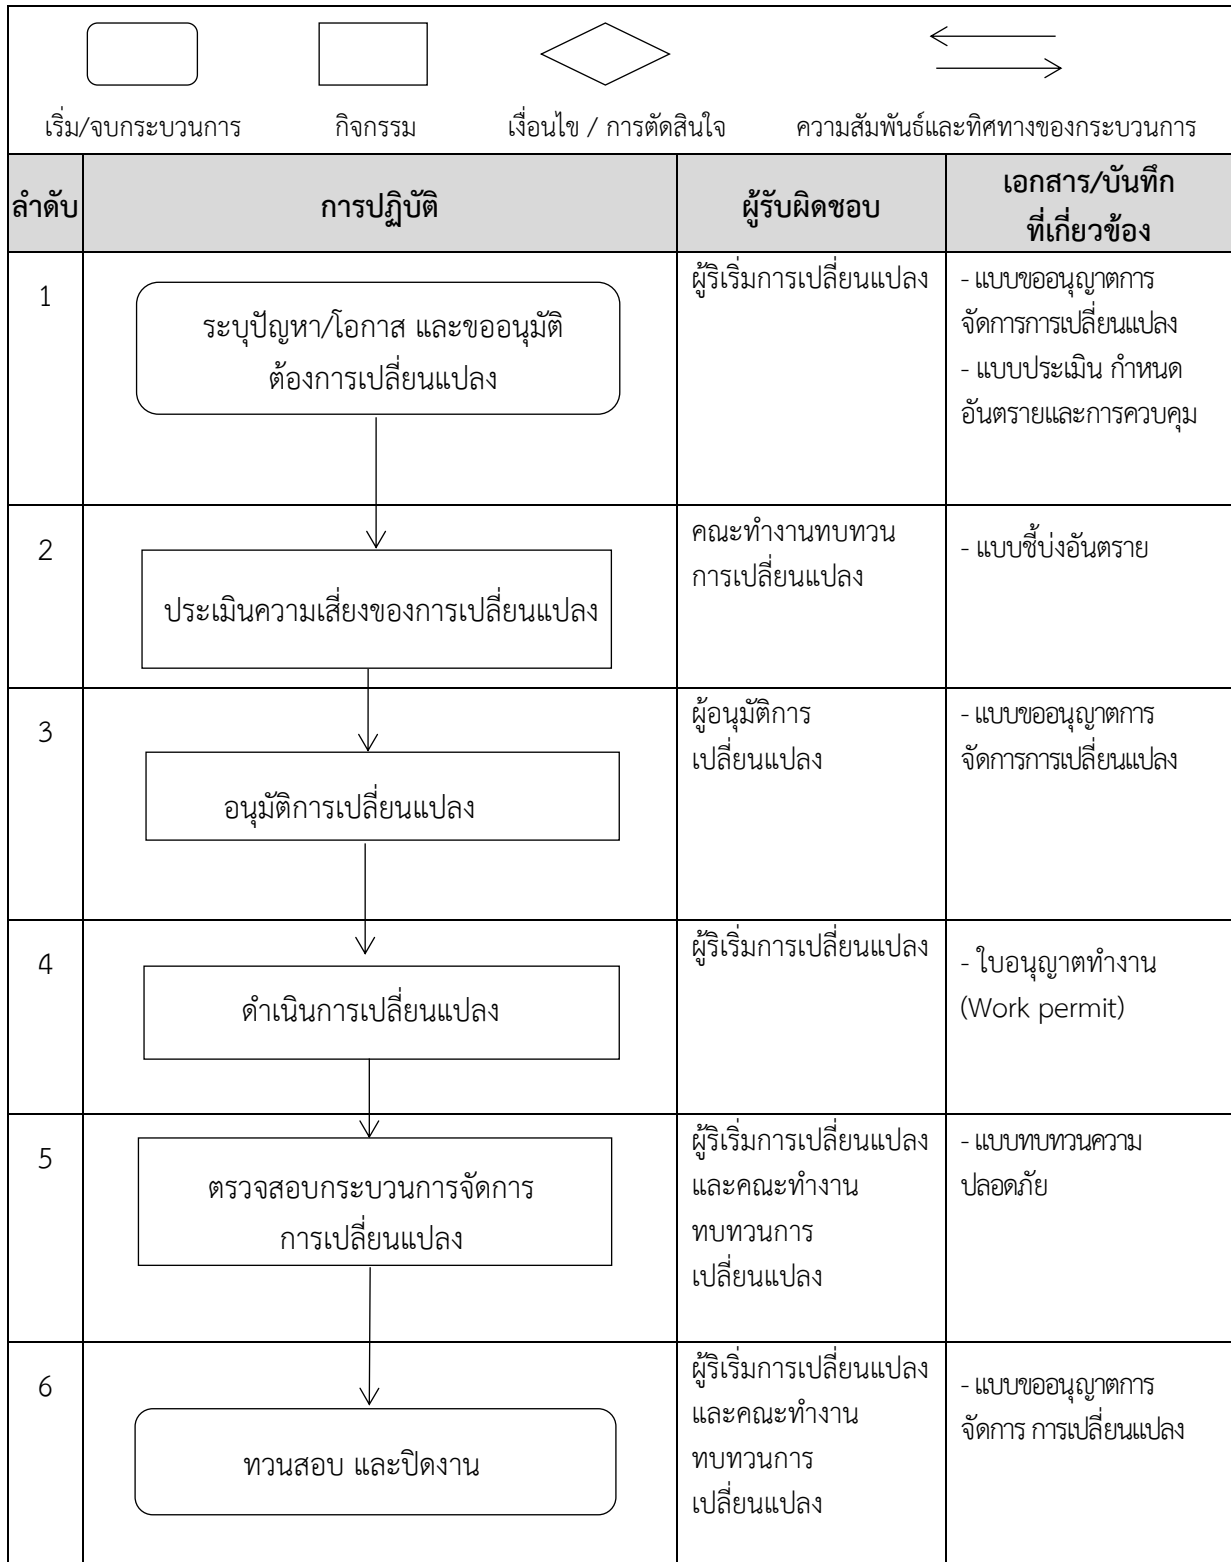 เริ่ม/จบกระบวนการ กิจกรรม เงื่อนไข / การตัดสินใจ ความสัมพันธ์และทิศทางของกระบวนการ
ลำดับ การปฏิบัติ ผู้รับผิดชอบ เอกสาร/บันทึก
ที่เกี่ยวข้อง
1
ระบุปัญหา/โอกาส และขออนุมัติ
ต้องการเปลี่ยนแปลง
ผู้ริเริ่มการเปลี่ยนแปลง
- แบบขออนุญาตการ
จัดการการเปลี่ยนแปลง
- แบบประเมิน กำหนด
อันตรายและการควบคุม
2
ประเมินความเสี่ยงของการเปลี่ยนแปลง
คณะทำงานทบทวน
การเปลี่ยนแปลง
- แบบชี้บ่งอันตราย
3
อนุมัติการเปลี่ยนแปลง
ผู้อนุมัติการ
เปลี่ยนแปลง
- แบบขออนุญาตการ
จัดการการเปลี่ยนแปลง
4
ดำเนินการเปลี่ยนแปลง
ผู้ริเริ่มการเปลี่ยนแปลง
- ใบอนุญาตทำงาน
(Work permit)
5
ตรวจสอบกระบวนการจัดการ
การเปลี่ยนแปลง
ผู้ริเริ่มการเปลี่ยนแปลง
และคณะทำงาน
ทบทวนการ
เปลี่ยนแปลง
- แบบทบทวนความ
ปลอดภัย
6
ทวนสอบ และปิดงาน
ผู้ริเริ่มการเปลี่ยนแปลง
และคณะทำงาน
ทบทวนการ
เปลี่ยนแปลง
- แบบขออนุญาตการ
จัดการ การเปลี่ยนแปลง